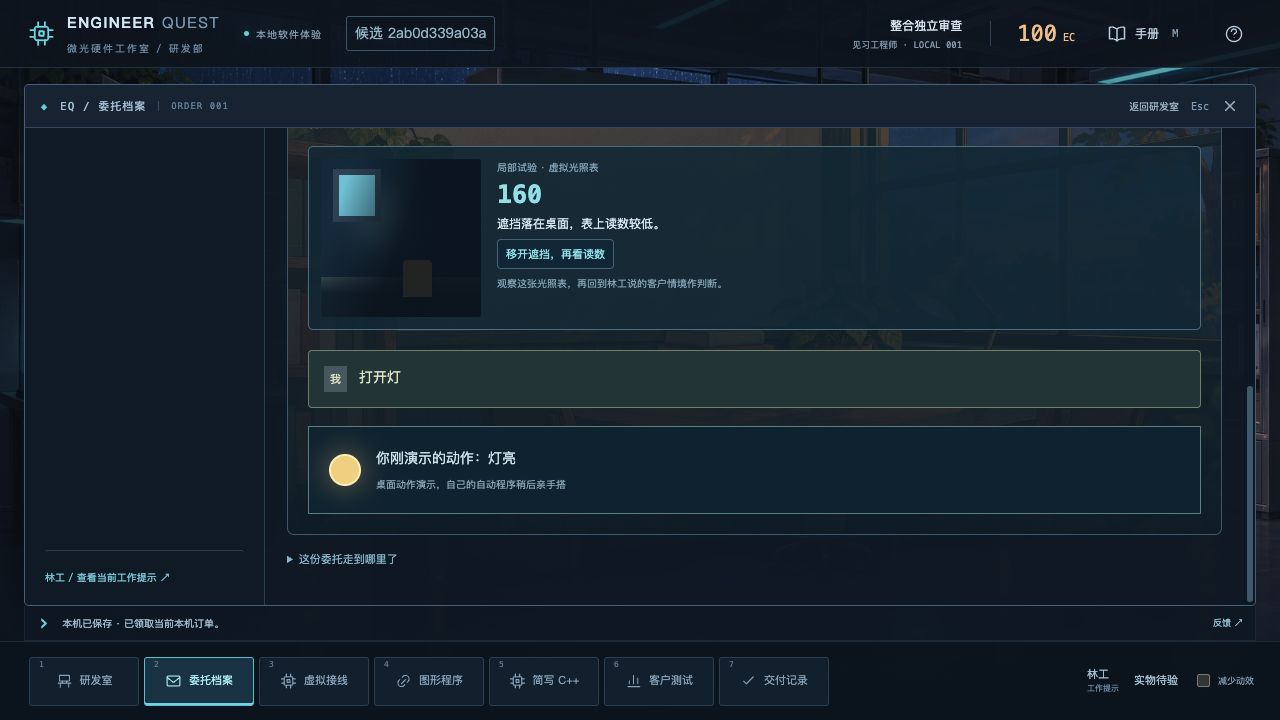 ENGINEER QUEST
微光硬件工作室 / 研发部
本地软件体验
候选 2ab0d339a03a
整合独立审查
见习工程师 · LOCAL 001
100 EC
手册 M
EQ / 委托档案
ORDER 001
返回研发室 Esc
局部试验 · 虚拟光照表
160
遮挡落在桌面，表上读数较低。
移开遮挡，再看读数
观察这张光照表，再回到林工说的客户情境作判断。
我 打开灯
你刚演示的动作：灯亮
桌面动作演示，自己的自动程序稍后亲手搭
这份委托走到哪里了
林工 / 查看当前工作提示 ↗
本机已保存 · 已领取当前本机订单。
反馈 ↗
1 研发室
2 委托档案
3 虚拟接线
4 图形程序
5 简写 C++
6 客户测试
7 交付记录
林工
工作提示
实物待验
减少动效